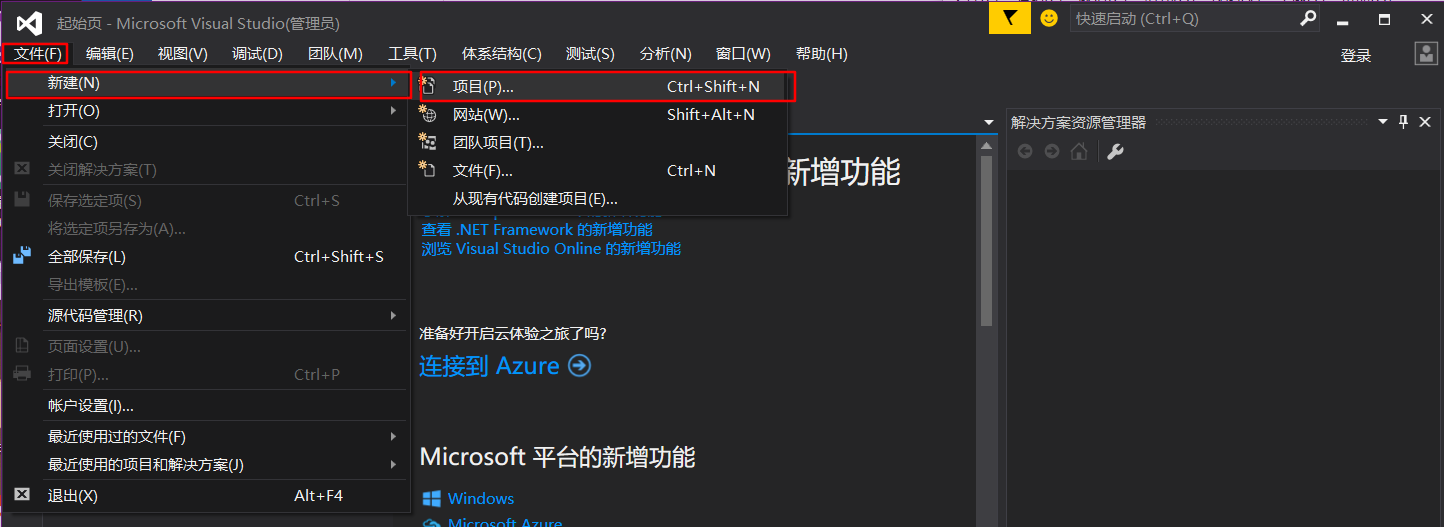 起始页 - Microsoft Visual Studio(管理员)
快速启动 (Ctrl+Q)
文件(F) 编辑(E) 视图(V) 调试(D) 团队(M) 工具(T) 体系结构(C) 测试(S) 分析(N) 窗口(W) 帮助(H) 登录
新建(N)
打开(O)
关闭(C)
关闭解决方案(T)
保存选定项(S) Ctrl+S
将选定项另存为(A)...
全部保存(L) Ctrl+Shift+S
导出模板(E)...
源代码管理(R)
页面设置(U)...
打印(P)... Ctrl+P
帐户设置(I)...
最近使用过的文件(F)
最近使用的项目和解决方案(J)
退出(X) Alt+F4
项目(P)... Ctrl+Shift+N
网站(W)... Shift+Alt+N
团队项目(T)...
文件(F)... Ctrl+N
从现有代码创建项目(E)...
新增功能
查看 .NET Framework 的新增功能
浏览 Visual Studio Online 的新增功能
准备好开启云体验之旅了吗?
连接到 Azure
Microsoft 平台的新增功能
Windows
Microsoft Azure
解决方案资源管理器